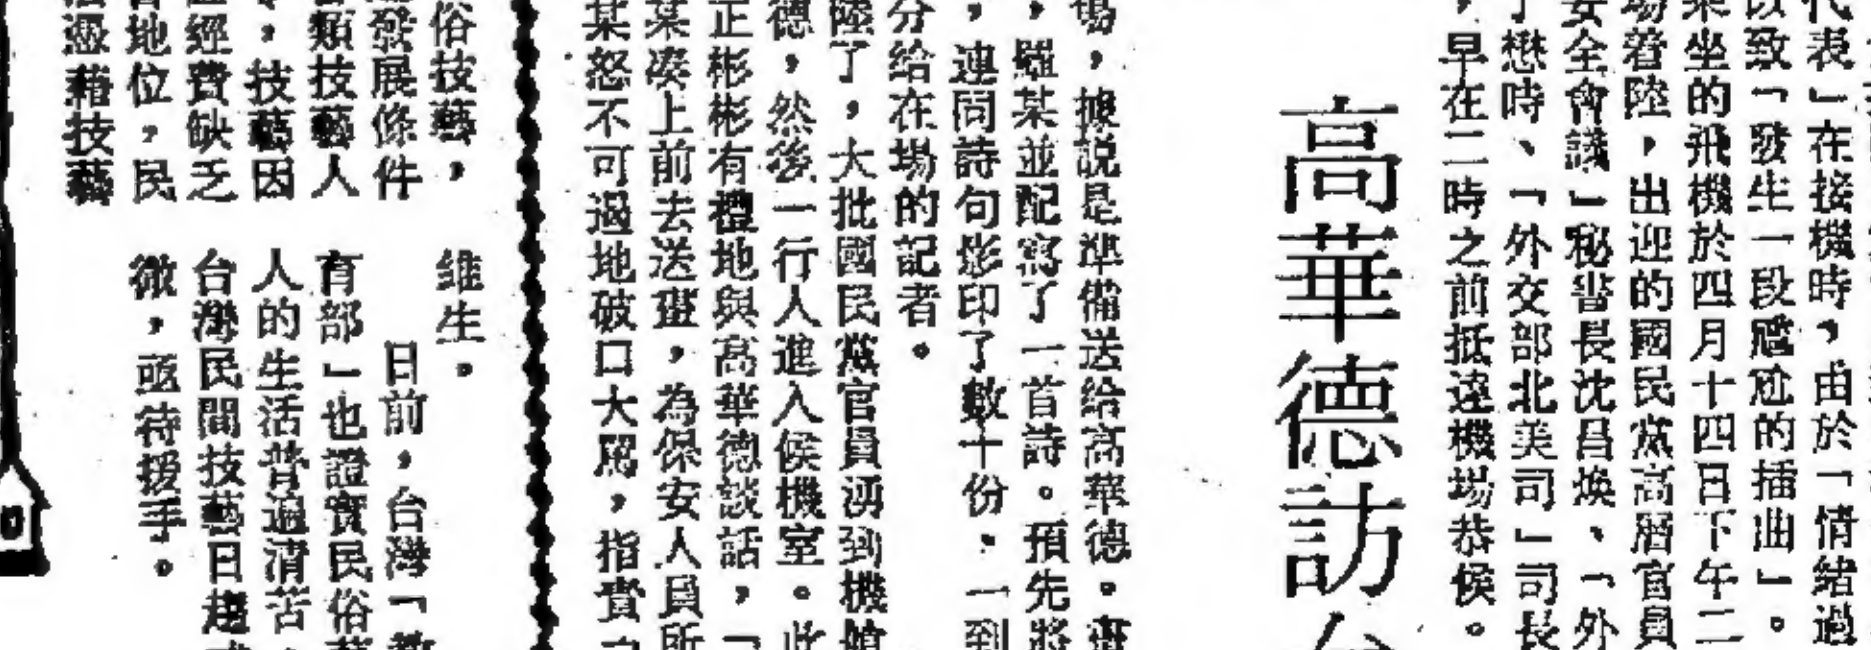 代表」在接機時，由於「情緒過
以致「發生一段尷尬的插曲」。
乘坐的飛機於四月十四日下午二
場着陸，出迎的國民黨高層官員
安全會議」秘書長沈昌煥、「外
丁懋時、「外交部北美司」司長
，早在二時之前抵達機場恭候。
高華德訪台
場，據説是準備送给高華德。事
，羅某並配寫了一首詩。預先將
，連同詩句影印了數十份，一到
分给在場的記者。
陸了，大批國民黨官員湧到機艙
德，然後一行人進入候機室。此
正彬彬有禮地與高華德談話，「
某凑上前去送畫，為保安人員所
某怒不可遏地破口大駡，指責「
俗技藝，
發展條件
類技藝人
，技藝因
經費缺乏
地位，民
憑藉技藝
維生。
日前，台灣「教
育部」也證實民俗藝
人的生活普遍清苦，
台灣民間技藝日趨式
微，亟待援手。